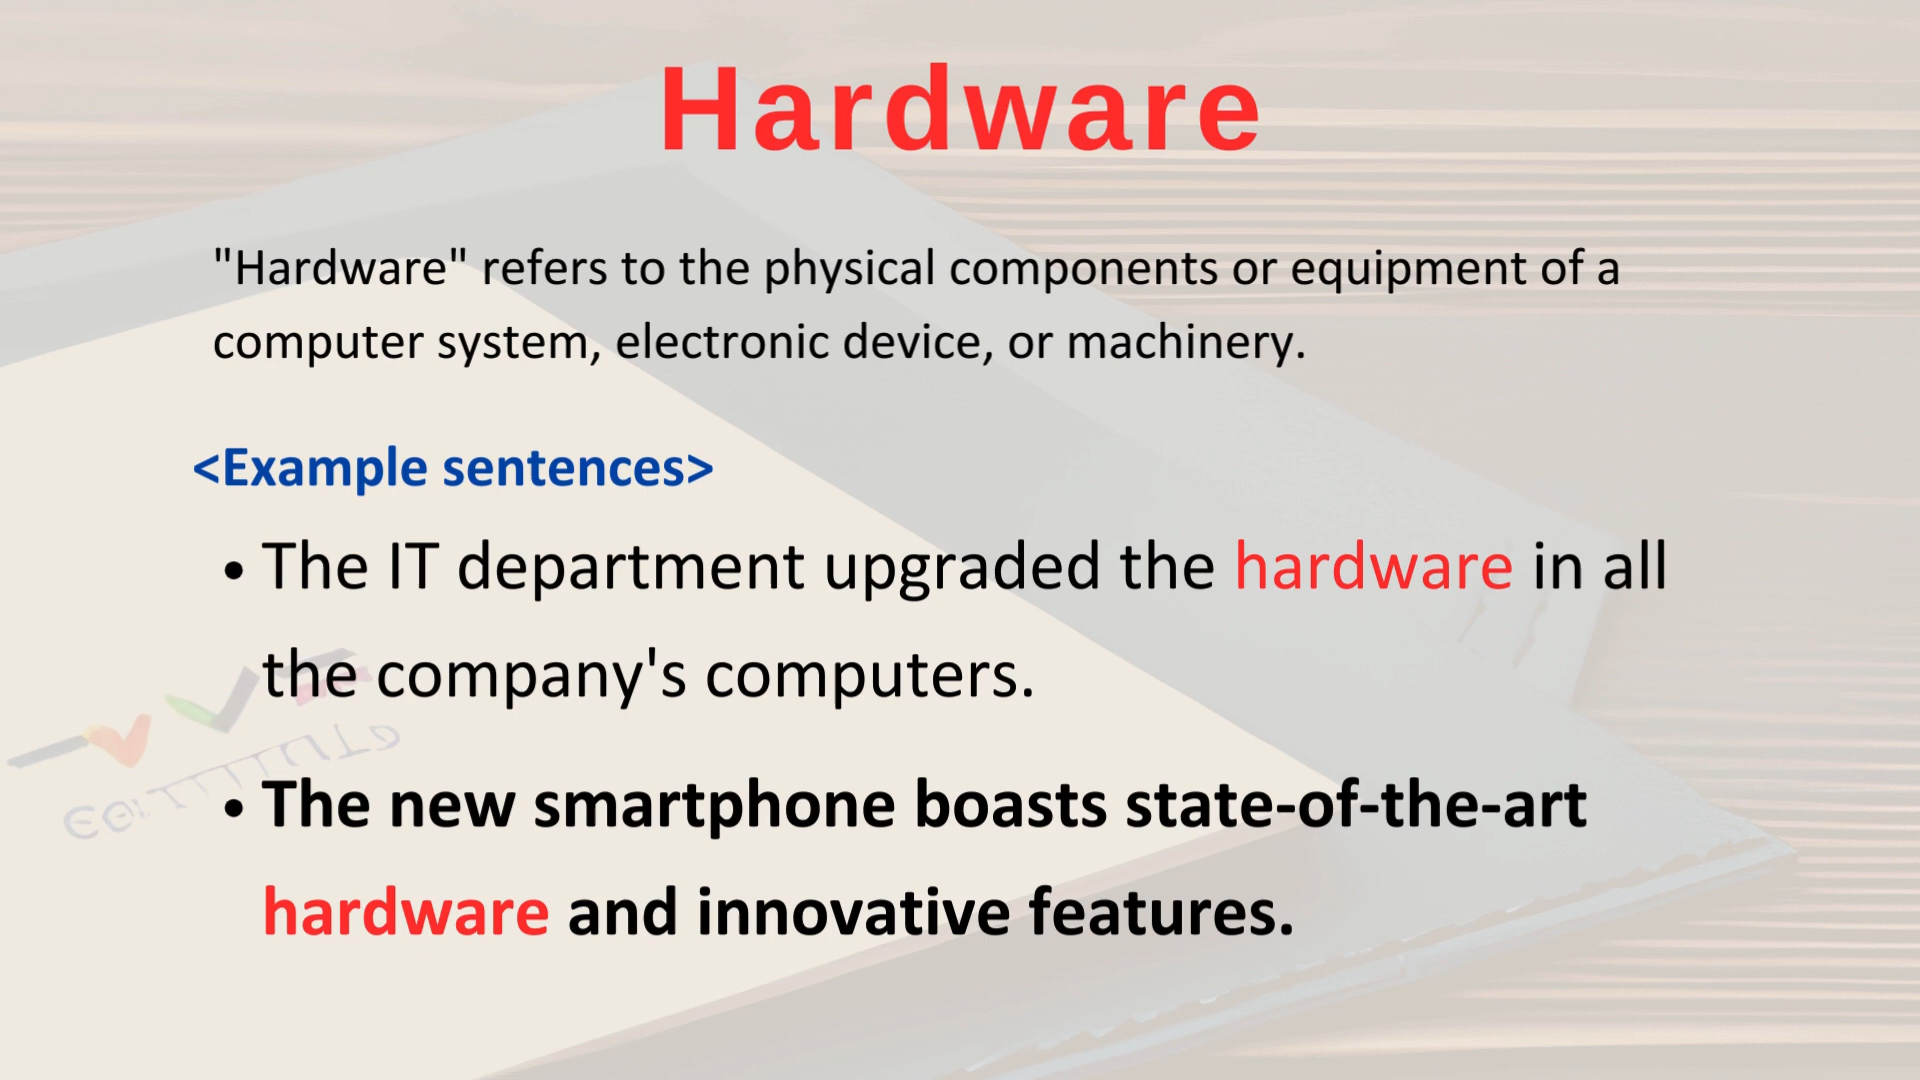 Hardware
"Hardware" refers to the physical components or equipment of a
computer system, electronic device, or machinery.
<Example sentences>
• The IT department upgraded the hardware in all
the company's computers.
• The new smartphone boasts state-of-the-art
hardware and innovative features.